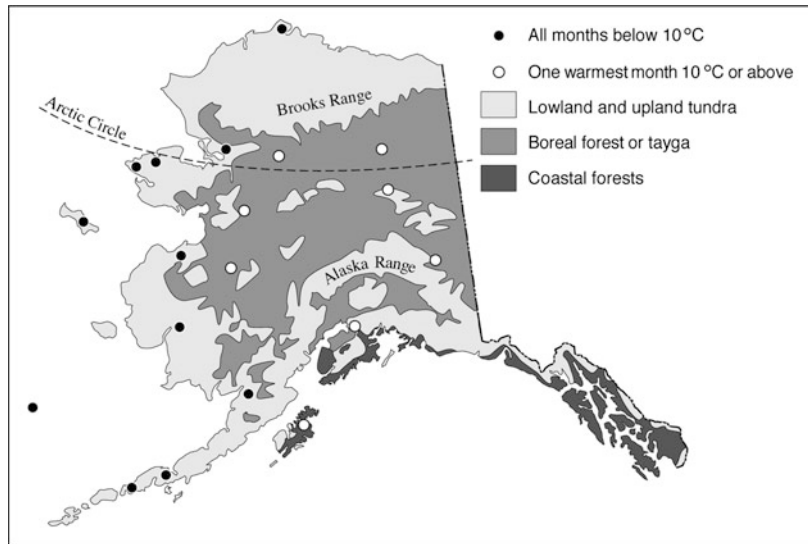 All months below 10 °C
One warmest month 10 °C or above
Lowland and upland tundra
Boreal forest or tayga
Coastal forests
Brooks Range
Arctic Circle
Alaska Range